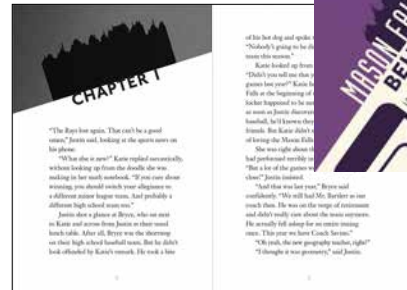 CHAPTER 1
"The Rays lost again. That can't be a good
omen," Justin said, looking at the sports news on
his phone.
"What else is new?" Katie replied sarcastically,
without looking up from the doodle she was
making in her math notebook. "If you care about
winning, you should switch your allegiance to
a different minor league team. And probably a
different high school team too."
Justin shot a glance at Bryce, who sat next
to Katie and across from Justin at their usual
lunch table. After all, Bryce was the shortstop
on their high school baseball team. But he didn't
look offended by Katie's remark. He took a bite
of his hot dog and spoke
"Nobody's going to be di
team this season."
Katie looked up from
"Didn't you tell me that y
games last year?" Katie
Falls at the beginning of
locker happened to be
as soon as Justin discover
baseball, he'd known they
friends. But Katie didn't
of loving the Mason Falls
She was right about th
had performed terribly
"But a lot of the games we
close!" Justin insisted.
"And that was last year," Bryce said
confidently. "We still had Mr. Barstow as our
coach then. He was on the verge of retirement
and didn't really care about the team anymore.
He actually fell asleep for an entire inning
once. This year we have Coach Savino."
"Oh yeah, the new geography teacher, right?"
"I thought it was geometry," said Justin.
MASON FAL
BE